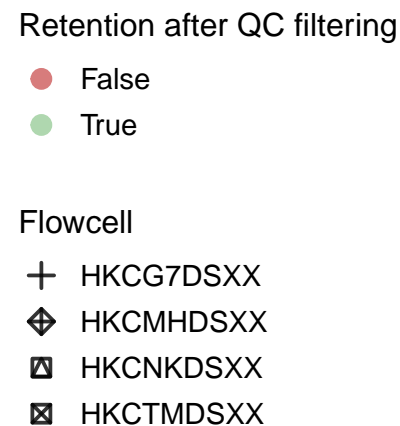 Retention after QC filtering
False
True
Flowcell
HKCG7DSXX
HKCMHDSXX
HKCNKDSXX
HKCTMDSXX